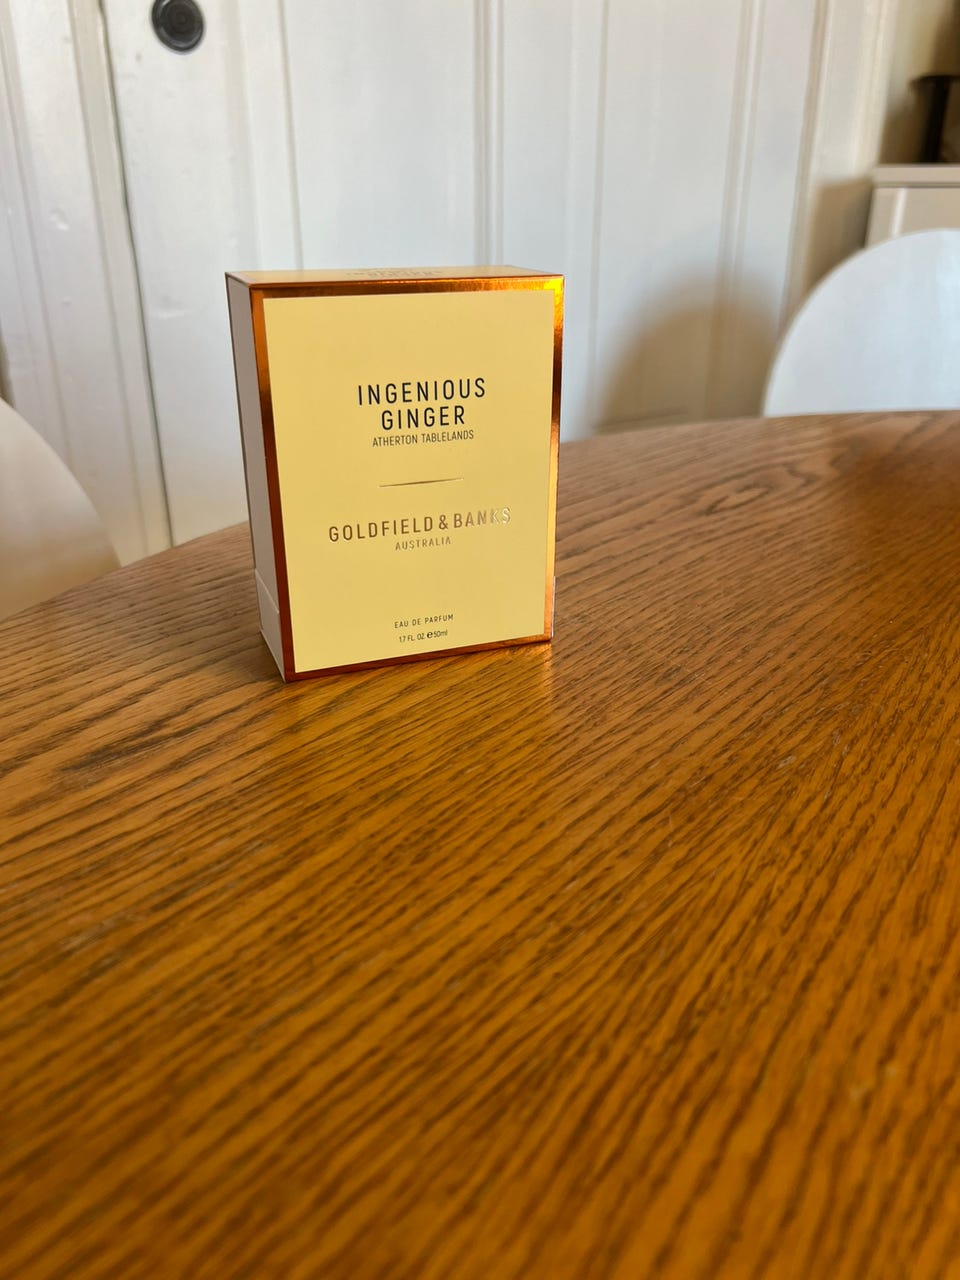 INGENIOUS
GINGER
ATHERTON TABLELANDS
GOLDFIELD & BANKS
AUSTRALIA
EAU DE PARFUM
1.7 FL. OZ. ℮ 50ml